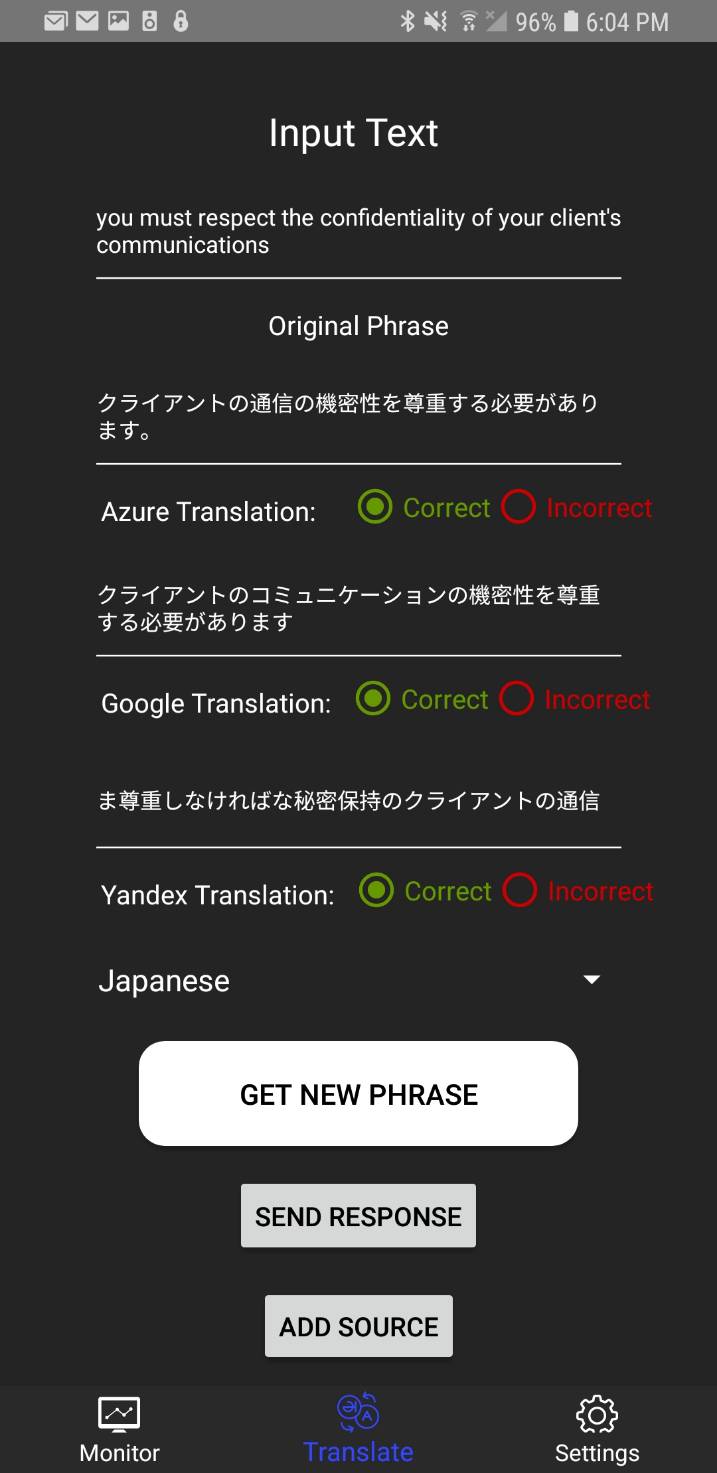 96% 6:04 PM
Input Text
you must respect the confidentiality of your client's
communications
Original Phrase
クライアントの通信の機密性を尊重する必要があり
ます。
Azure Translation: Correct Incorrect
クライアントのコミュニケーションの機密性を尊重
する必要があります
Google Translation: Correct Incorrect
ま尊重しなければな秘密保持のクライアントの通信
Yandex Translation: Correct Incorrect
Japanese
GET NEW PHRASE
SEND RESPONSE
ADD SOURCE
Monitor Translate Settings